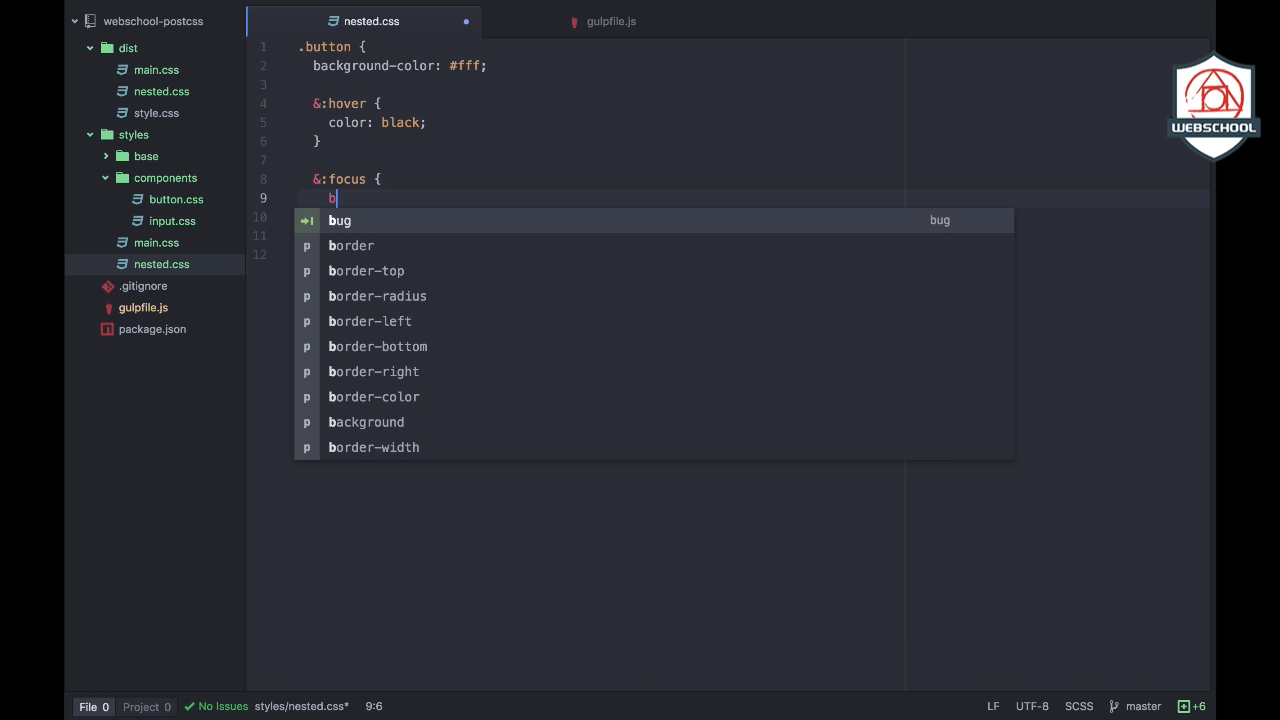 webschool-postcss
dist
main.css
nested.css
style.css
styles
base
components
button.css
input.css
main.css
nested.css
.gitignore
gulpfile.js
package.json
nested.css
gulpfile.js
1 .button {
2 background-color: #fff;
3
4 &:hover {
5 color: black;
6 }
7
8 &:focus {
9 b
10
11
12
bug bug
p border
p border-top
p border-radius
p border-left
p border-bottom
p border-right
p border-color
p background
p border-width
WEBSCHOOL
File 0 Project 0 No Issues styles/nested.css* 9:6 LF UTF-8 SCSS master +6